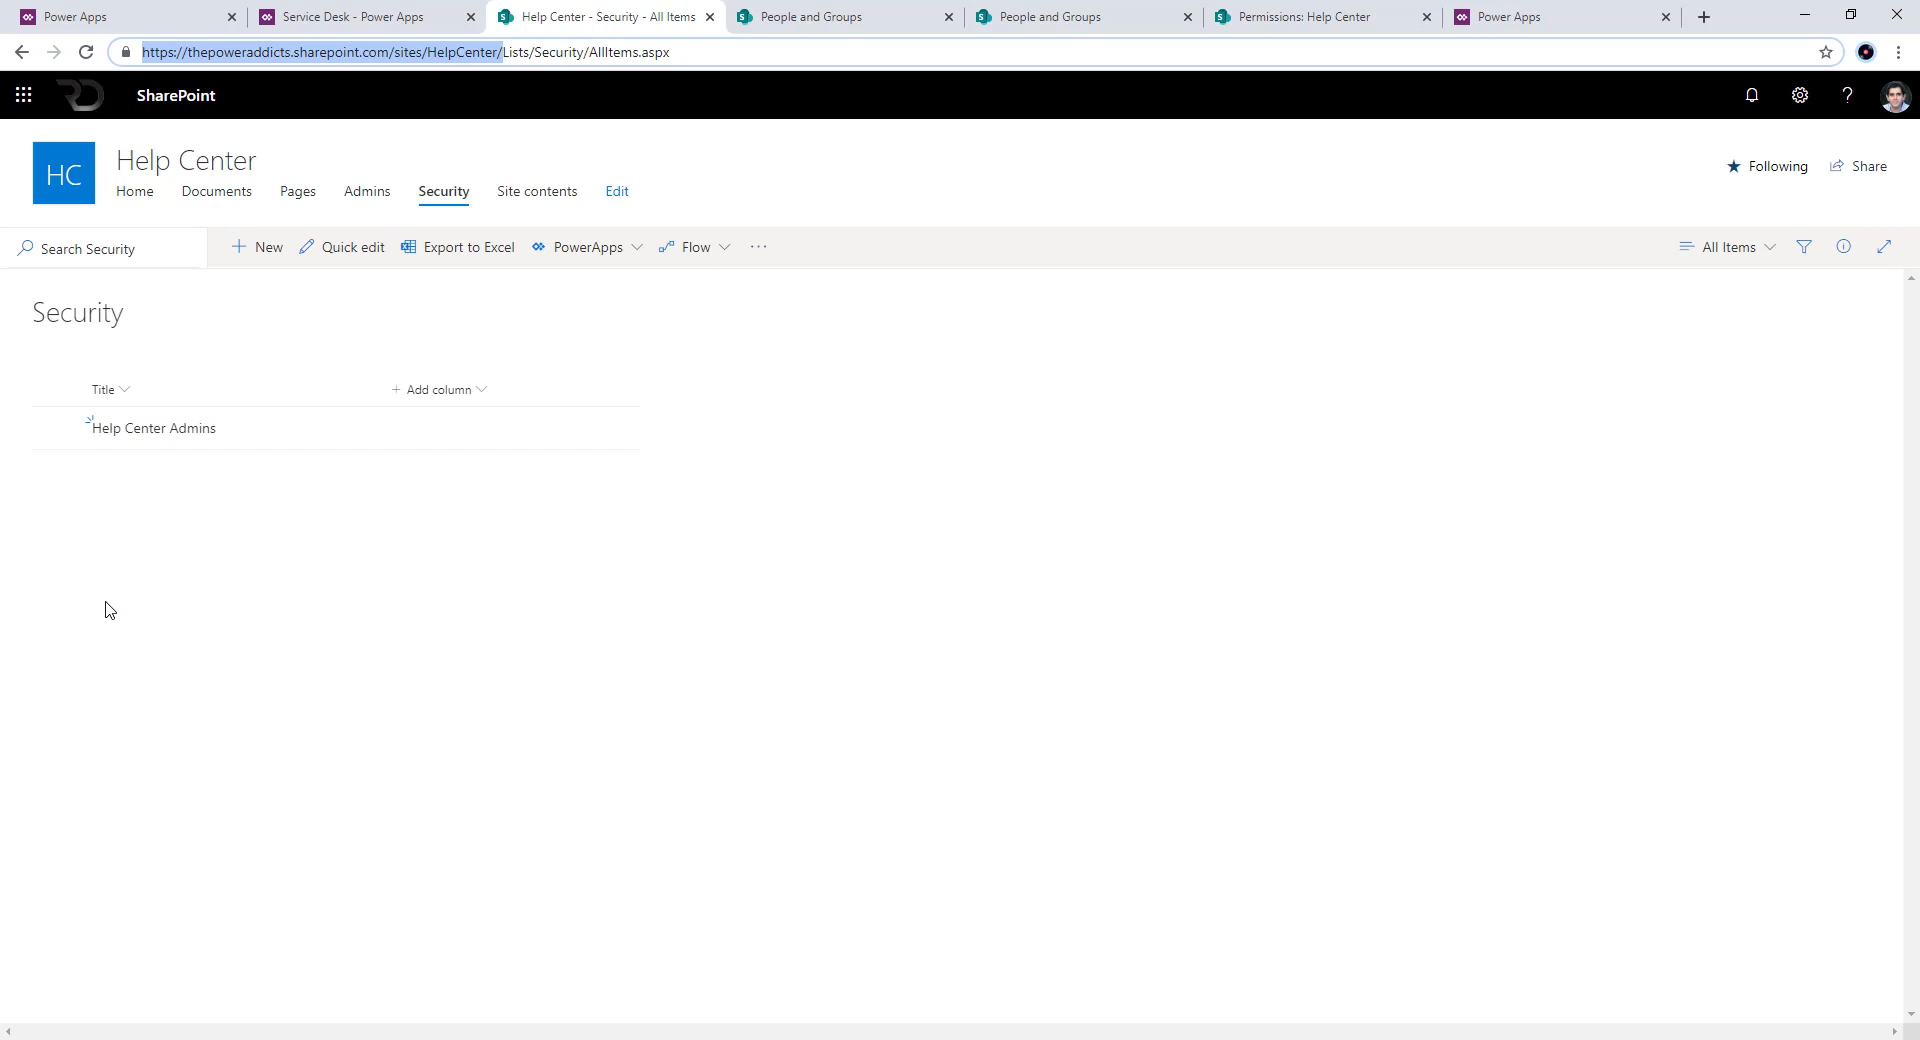 Power Apps
Service Desk - Power Apps
Help Center - Security - All Items
People and Groups
People and Groups
Permissions: Help Center
Power Apps
https://thepoweraddicts.sharepoint.com/sites/HelpCenter/Lists/Security/AllItems.aspx
SharePoint
HC
Help Center
Home Documents Pages Admins Security Site contents Edit
Following Share
Search Security
New Quick edit Export to Excel PowerApps Flow ···
All Items
Security
Title + Add column
Help Center Admins